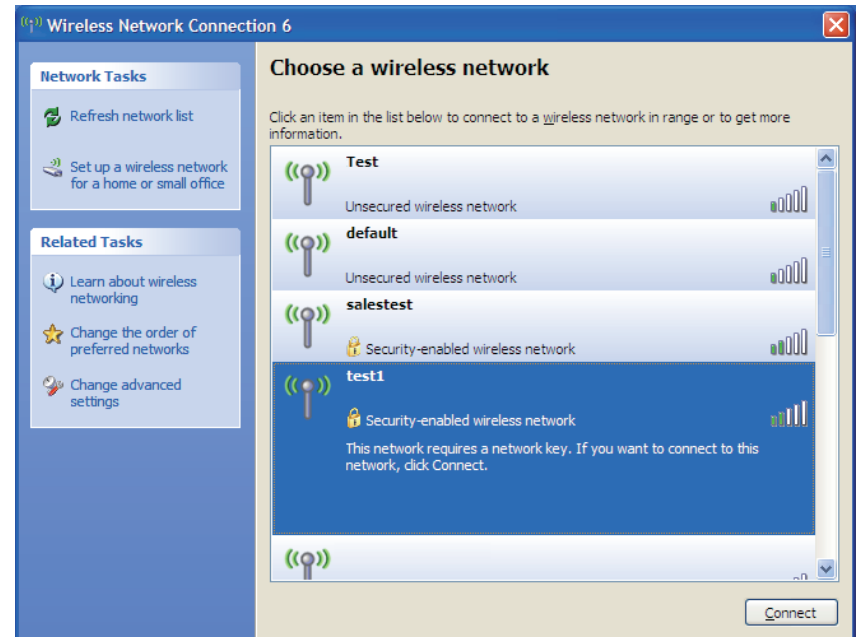 Wireless Network Connection 6
Network Tasks
Refresh network list
Set up a wireless network
for a home or small office
Related Tasks
Learn about wireless
networking
Change the order of
preferred networks
Change advanced
settings
Choose a wireless network
Click an item in the list below to connect to a wireless network in range or to get more
information.
Test
Unsecured wireless network
default
Unsecured wireless network
salestest
Security-enabled wireless network
test1
Security-enabled wireless network
This network requires a network key. If you want to connect to this
network, click Connect.
Connect